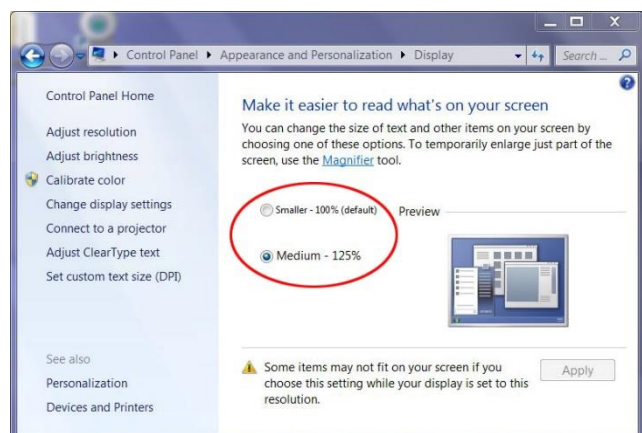 Control Panel ▸ Appearance and Personalization ▸ Display
Search ...
Control Panel Home
Adjust resolution
Adjust brightness
Calibrate color
Change display settings
Connect to a projector
Adjust ClearType text
Set custom text size (DPI)
See also
Personalization
Devices and Printers
Make it easier to read what's on your screen
You can change the size of text and other items on your screen by
choosing one of these options. To temporarily enlarge just part of the
screen, use the Magnifier tool.
Smaller - 100% (default)
Preview
Medium - 125%
Some items may not fit on your screen if you
choose this setting while your display is set to this
resolution.
Apply